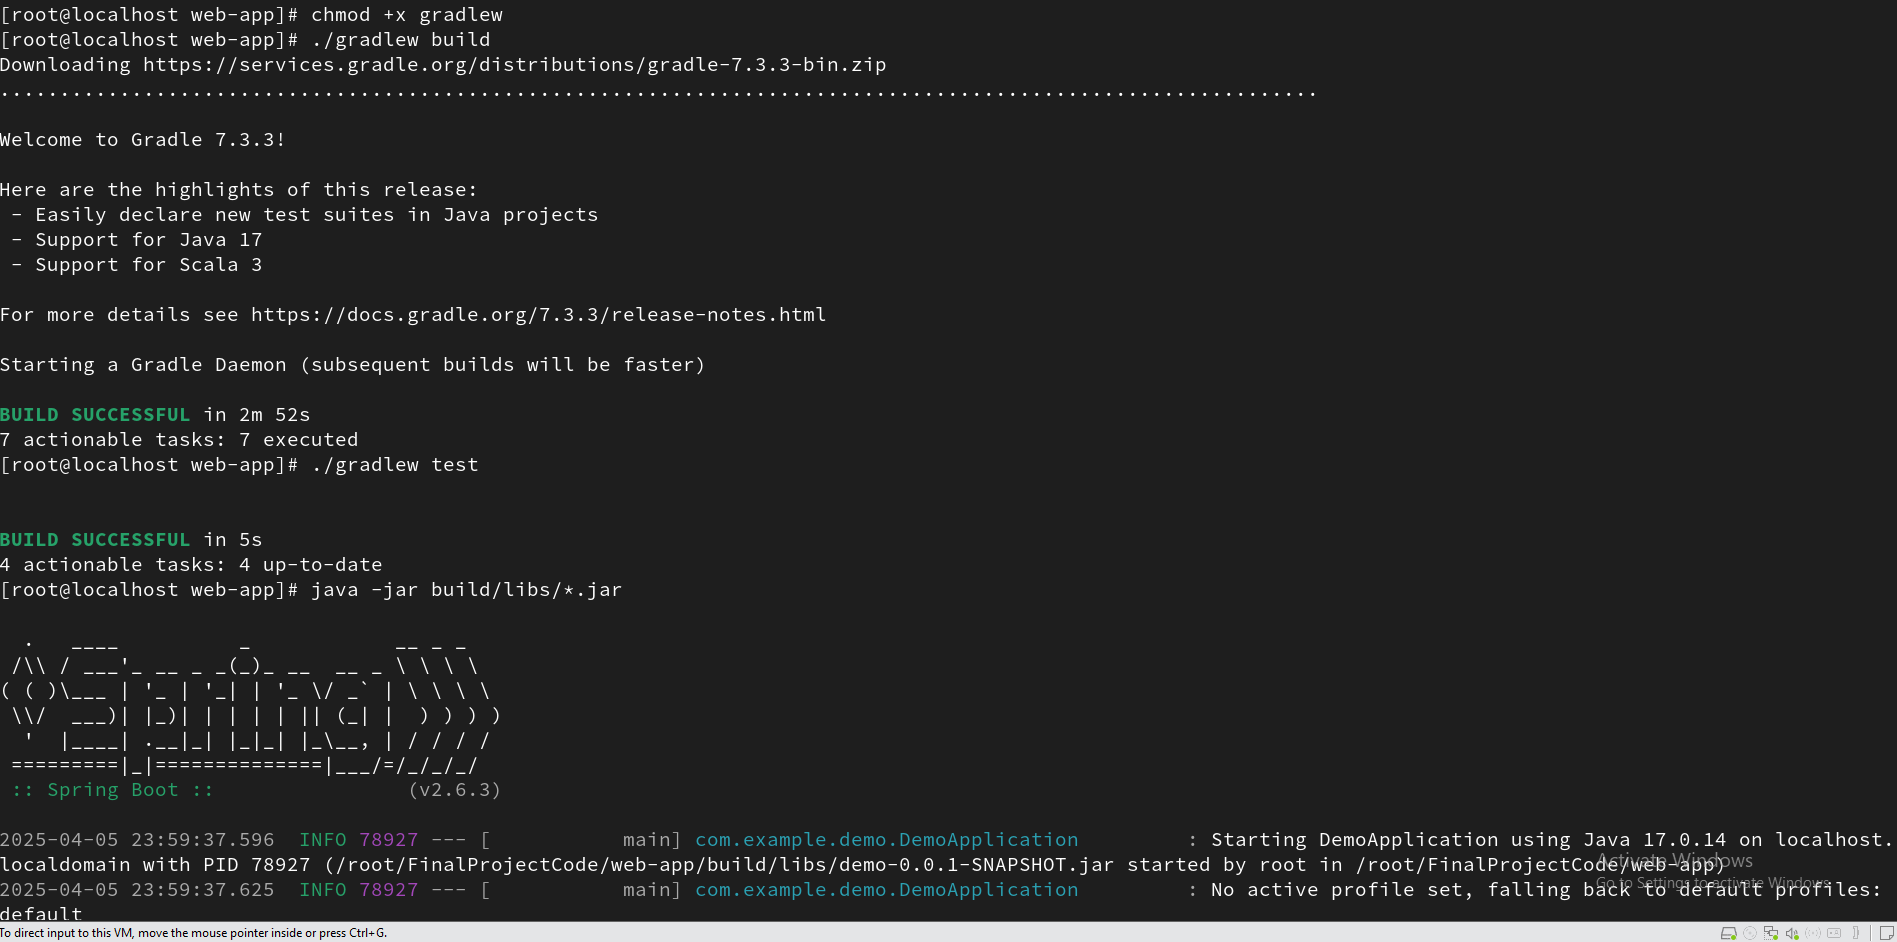 [root@localhost web-app]# chmod +x gradlew
[root@localhost web-app]# ./gradlew build
Downloading https://services.gradle.org/distributions/gradle-7.3.3-bin.zip
..............................................................................................................
Welcome to Gradle 7.3.3!
Here are the highlights of this release:
 - Easily declare new test suites in Java projects
 - Support for Java 17
 - Support for Scala 3
For more details see https://docs.gradle.org/7.3.3/release-notes.html
Starting a Gradle Daemon (subsequent builds will be faster)
BUILD SUCCESSFUL in 2m 52s
7 actionable tasks: 7 executed
[root@localhost web-app]# ./gradlew test
BUILD SUCCESSFUL in 5s
4 actionable tasks: 4 up-to-date
[root@localhost web-app]# java -jar build/libs/*.jar
  .   ____          _            __ _ _
 /\\ / ___'_ __ _ _(_)_ __  __ _ \ \ \ \
( ( )\___ | '_ | '_| | '_ \/ _` | \ \ \ \
 \\/  ___)| |_)| | | | | || (_| |  ) ) ) )
  '  |____| .__|_| |_|_| |_\__, | / / / /
 =========|_|==============|___/=/_/_/_/
 :: Spring Boot ::                (v2.6.3)
2025-04-05 23:59:37.596  INFO 78927 --- [           main] com.example.demo.DemoApplication         : Starting DemoApplication using Java 17.0.14 on localhost.
localdomain with PID 78927 (/root/FinalProjectCode/web-app/build/libs/demo-0.0.1-SNAPSHOT.jar started by root in /root/FinalProjectCode/web-app)
Activate Windows
2025-04-05 23:59:37.625  INFO 78927 --- [           main] com.example.demo.DemoApplication         : No active profile set, falling back to default profiles:
Go to Settings to activate Windows.
default
To direct input to this VM, move the mouse pointer inside or press Ctrl+G.